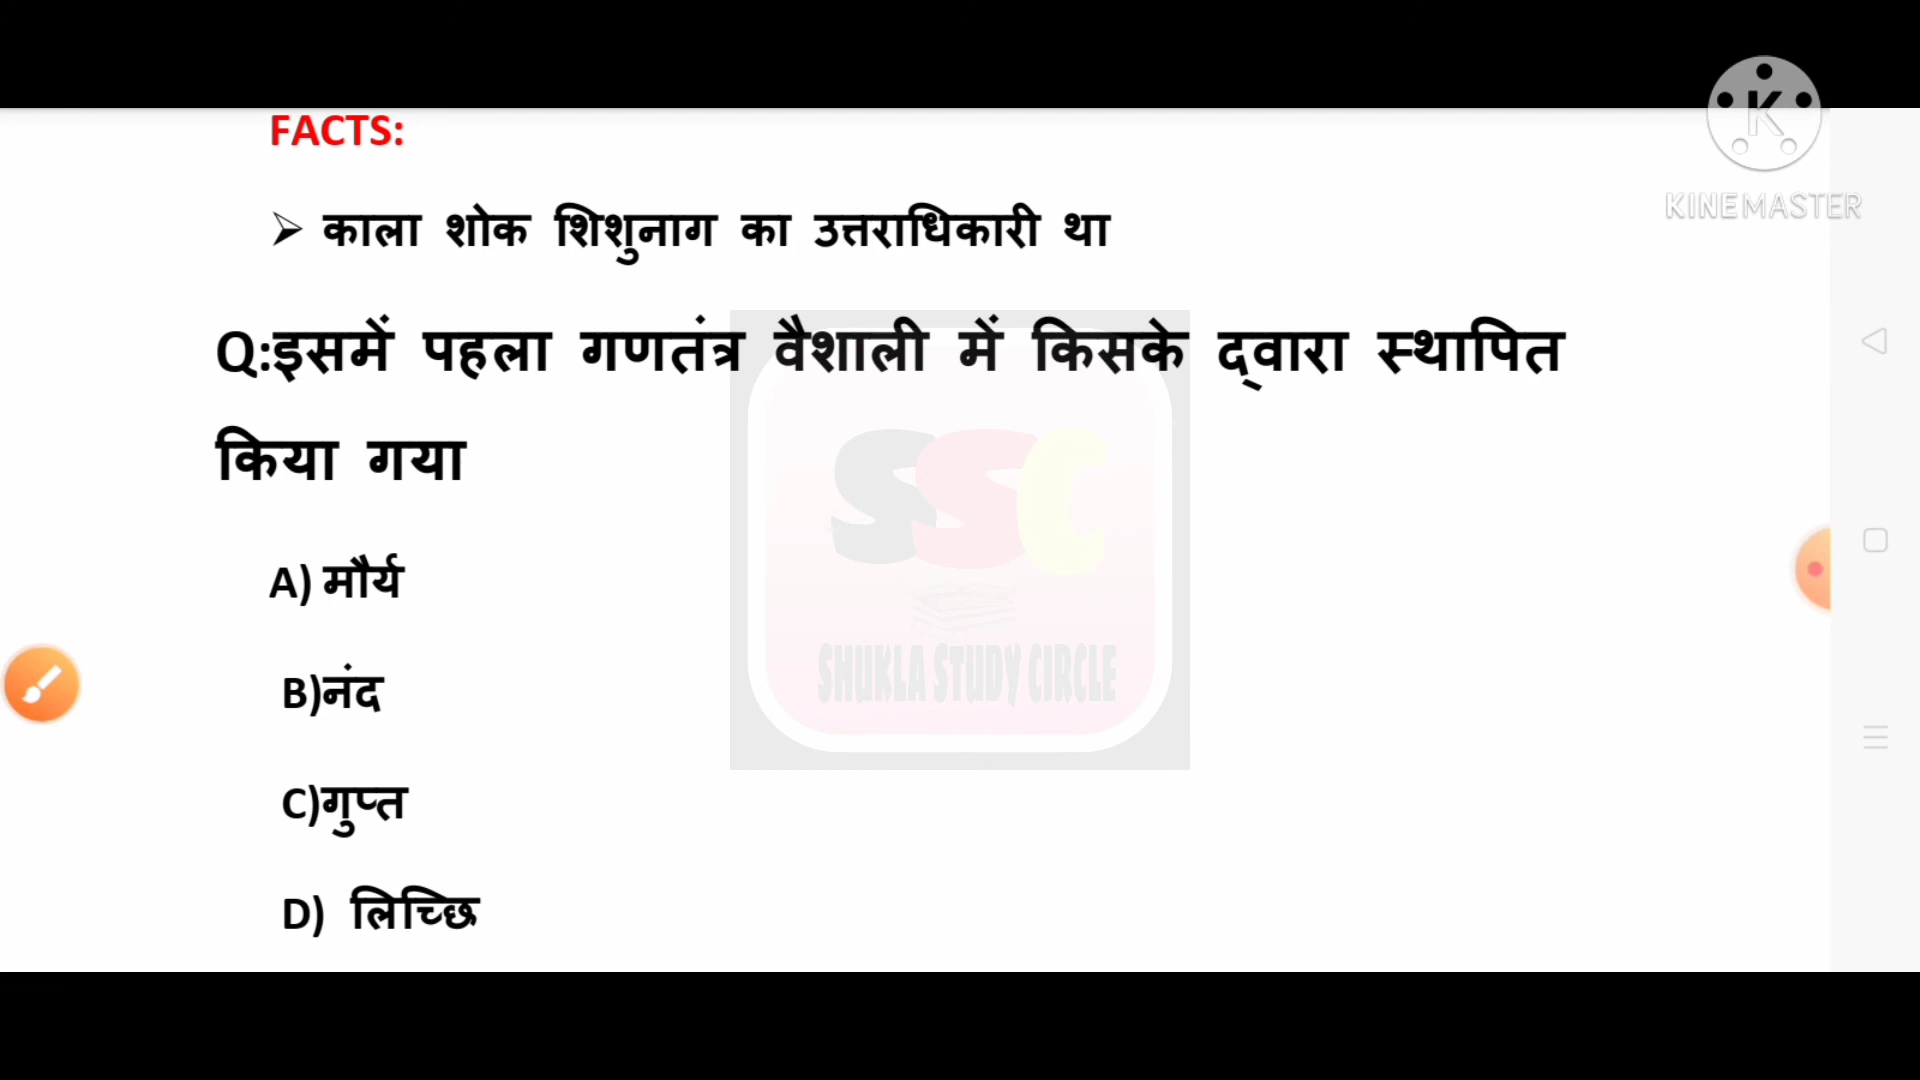 FACTS:
KINEMASTER
➢ काला शोक शिशुनाग का उत्तराधिकारी था
Q:इसमें पहला गणतंत्र वैशाली में किसके द्वारा स्थापित
किया गया
SSC
A) मौर्य
SHUKLA STUDY CIRCLE
B)नंद
C)गुप्त
D) लिच्छि